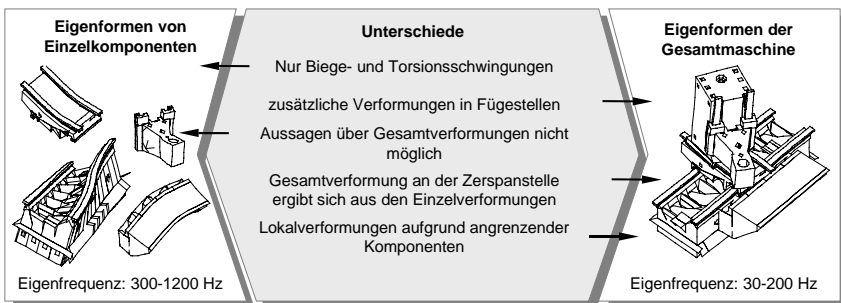 Eigenformen von
Einzelkomponenten
Eigenfrequenz: 300-1200 Hz
Unterschiede
Nur Biege- und Torsionsschwingungen
zusätzliche Verformungen in Fügestellen
Aussagen über Gesamtverformungen nicht
möglich
Gesamtverformung an der Zerspanstelle
ergibt sich aus den Einzelverformungen
Lokalverformungen aufgrund angrenzender
Komponenten
Eigenformen der
Gesamtmaschine
Eigenfrequenz: 30-200 Hz